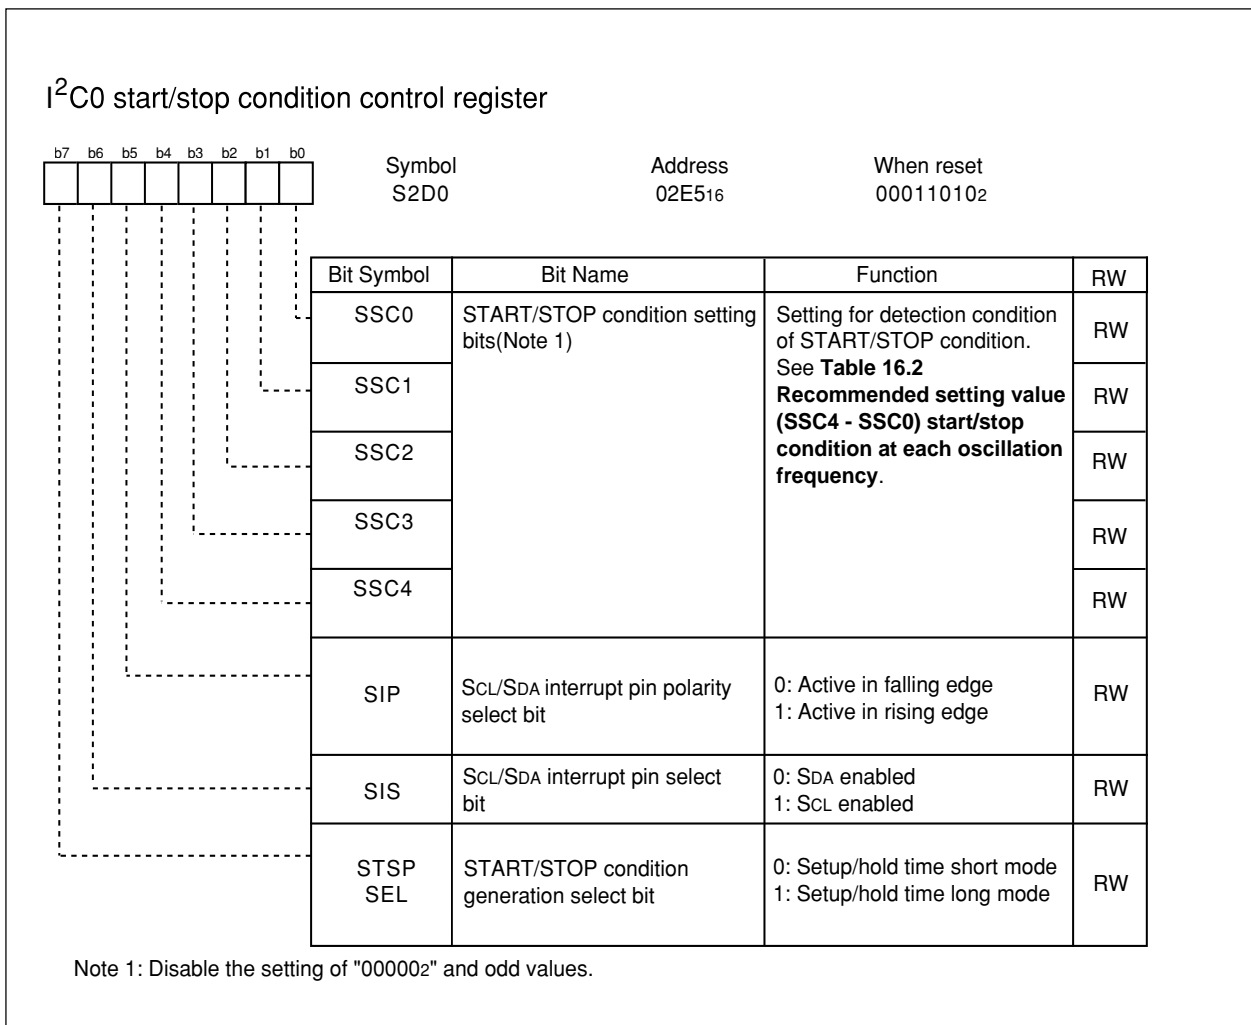 I²C0 start/stop condition control register
b7 b6 b5 b4 b3 b2 b1 b0
Symbol Address When reset
S2D0 02E516 000110102
Bit Symbol Bit Name Function RW
SSC0 START/STOP condition setting bits(Note 1) Setting for detection condition of START/STOP condition. See Table 16.2 Recommended setting value (SSC4 - SSC0) start/stop condition at each oscillation frequency. RW
SSC1 RW
SSC2 RW
SSC3 RW
SSC4 RW
SIP SCL/SDA interrupt pin polarity select bit 0: Active in falling edge 1: Active in rising edge RW
SIS SCL/SDA interrupt pin select bit 0: SDA enabled 1: SCL enabled RW
STSP SEL START/STOP condition generation select bit 0: Setup/hold time short mode 1: Setup/hold time long mode RW
Note 1: Disable the setting of "000002" and odd values.